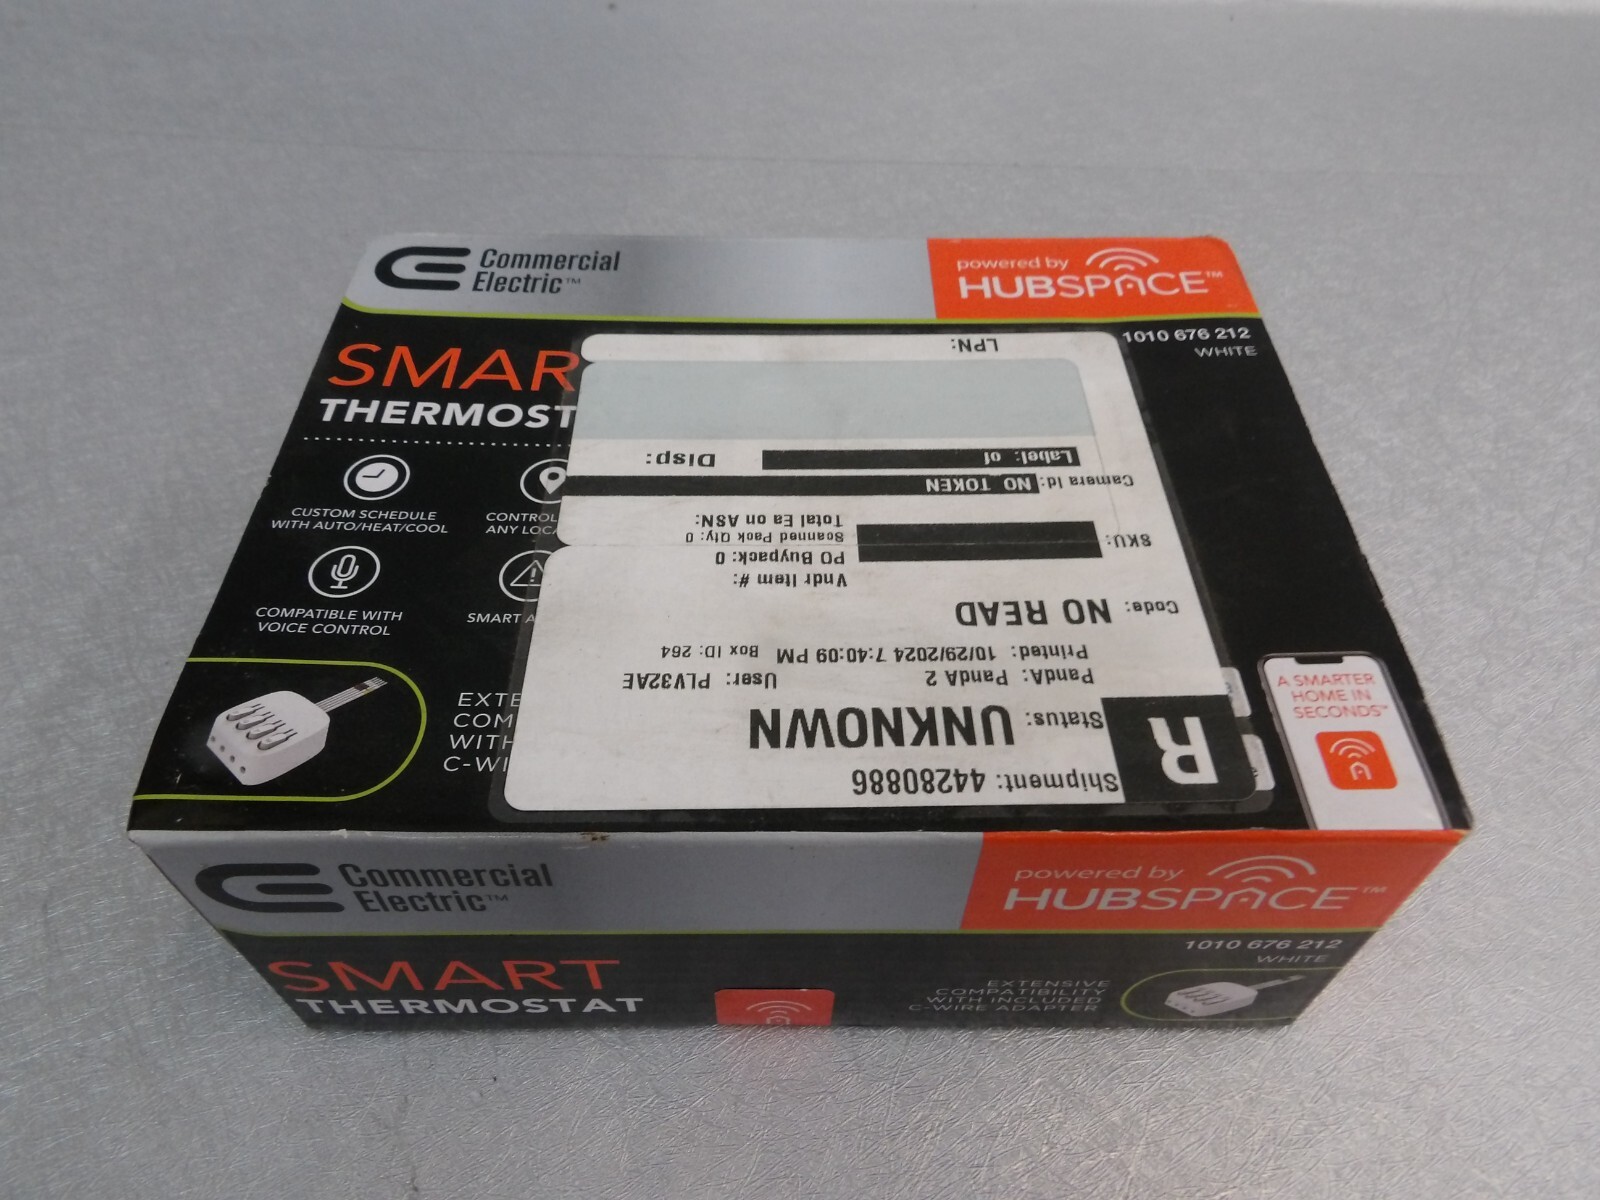 Commercial
Electric™
powered by
HUBSPACE™
1010 676 212
WHITE
SMAR
THERMOST
CUSTOM SCHEDULE
WITH AUTO/HEAT/COOL
CONTROL
ANY LOCA
COMPATIBLE WITH
VOICE CONTROL
SMART A
EXTE
COM
WITH
C-WI
A SMARTER
HOME IN
SECONDS™
Shipment: 44280886
R
Status: UNKNOWN
PandA: PandA 2 User: PLV32AE
Printed: 10/29/2024 7:40:09 PM Box ID: 264
Code: NO READ
Vndr Item #:
SKU:
PO Buypack: 0
Scanned Pack Qty: 0
Total Ea on ASN:
Camera Id: NO TOKEN
Label: of Disp:
LPN:
Commercial
Electric™
powered by
HUBSPACE™
1010 676 212
WHITE
SMART
THERMOSTAT
EXTENSIVE
COMPATIBILITY
WITH INCLUDED
C-WIRE ADAPTER